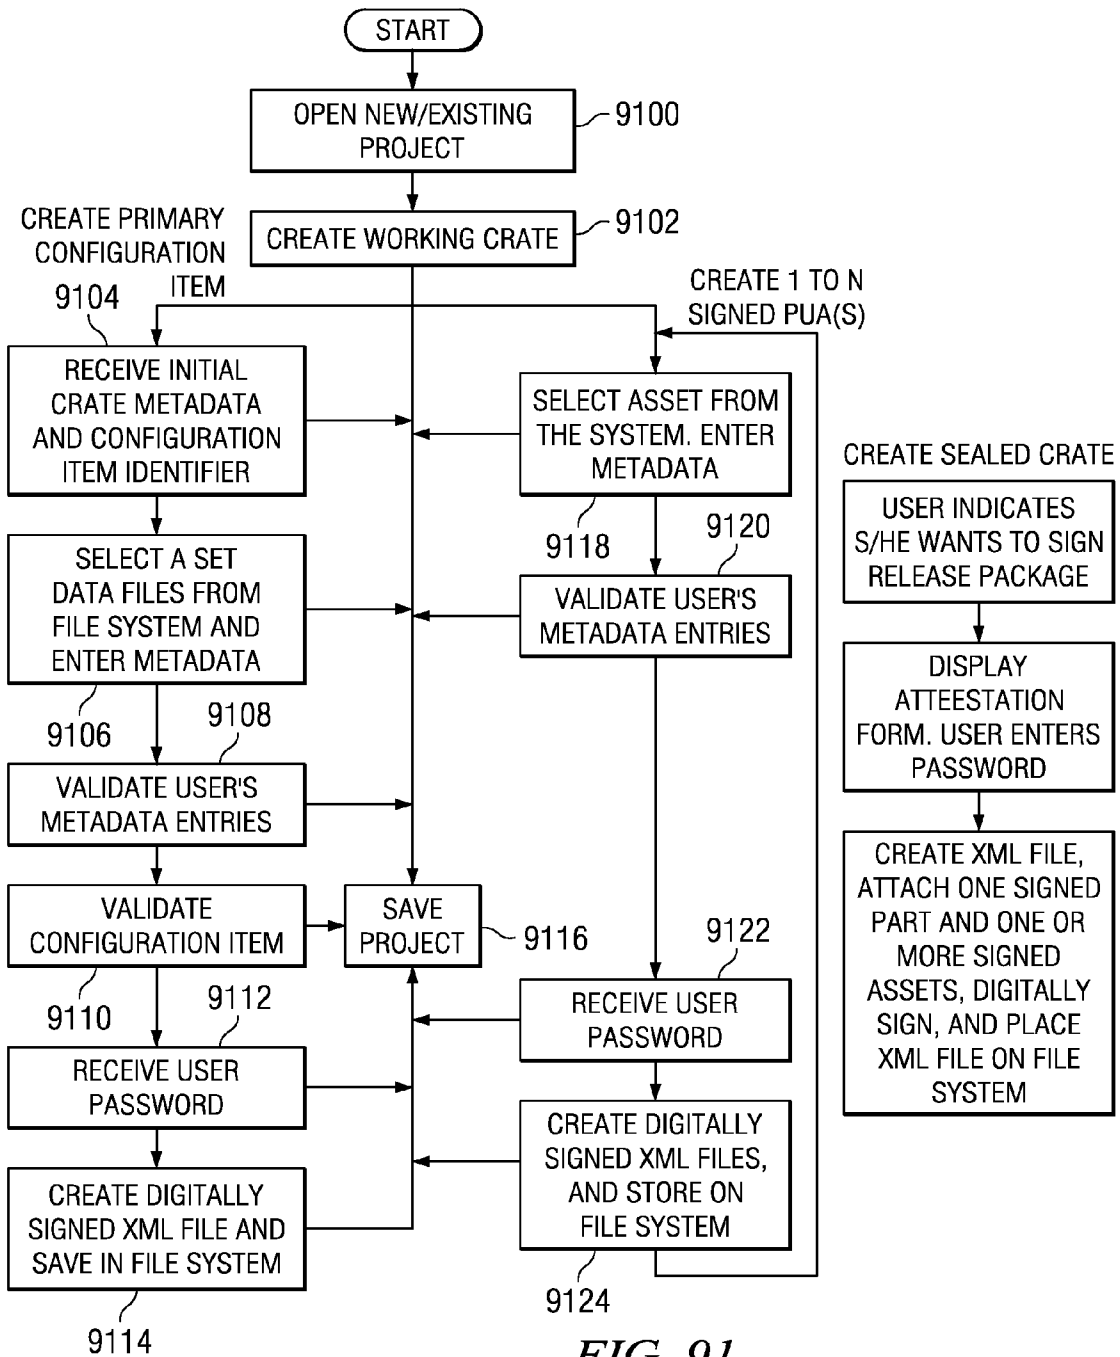 START
OPEN NEW/EXISTING
PROJECT
9100
CREATE WORKING CRATE
9102
CREATE PRIMARY
CONFIGURATION
ITEM
9104
RECEIVE INITIAL
CRATE METADATA
AND CONFIGURATION
ITEM IDENTIFIER
SELECT A SET
DATA FILES FROM
FILE SYSTEM AND
ENTER METADATA
9106
9108
VALIDATE USER'S
METADATA ENTRIES
VALIDATE
CONFIGURATION ITEM
9110
9112
RECEIVE USER
PASSWORD
CREATE DIGITALLY
SIGNED XML FILE AND
SAVE IN FILE SYSTEM
9114
SAVE
PROJECT
9116
CREATE 1 TO N
SIGNED PUA(S)
SELECT ASSET FROM
THE SYSTEM. ENTER
METADATA
9118
9120
VALIDATE USER'S
METADATA ENTRIES
9122
RECEIVE USER
PASSWORD
CREATE DIGITALLY
SIGNED XML FILES,
AND STORE ON
FILE SYSTEM
9124
CREATE SEALED CRATE
USER INDICATES
S/HE WANTS TO SIGN
RELEASE PACKAGE
DISPLAY
ATTEESTATION
FORM. USER ENTERS
PASSWORD
CREATE XML FILE,
ATTACH ONE SIGNED
PART AND ONE OR
MORE SIGNED
ASSETS, DIGITALLY
SIGN, AND PLACE
XML FILE ON FILE
SYSTEM
FIG. 91